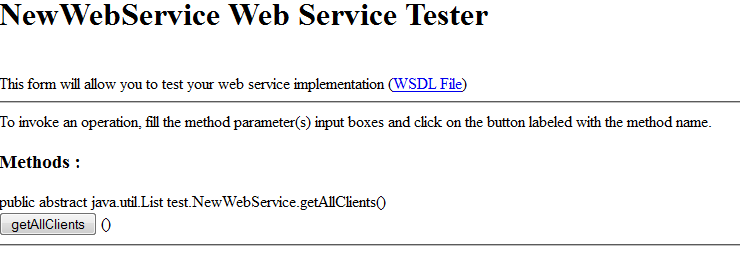 NewWebService Web Service Tester
This form will allow you to test your web service implementation (WSDL File)
To invoke an operation, fill the method parameter(s) input boxes and click on the button labeled with the method name.
Methods :
public abstract java.util.List test.NewWebService.getAllClients()
getAllClients ()